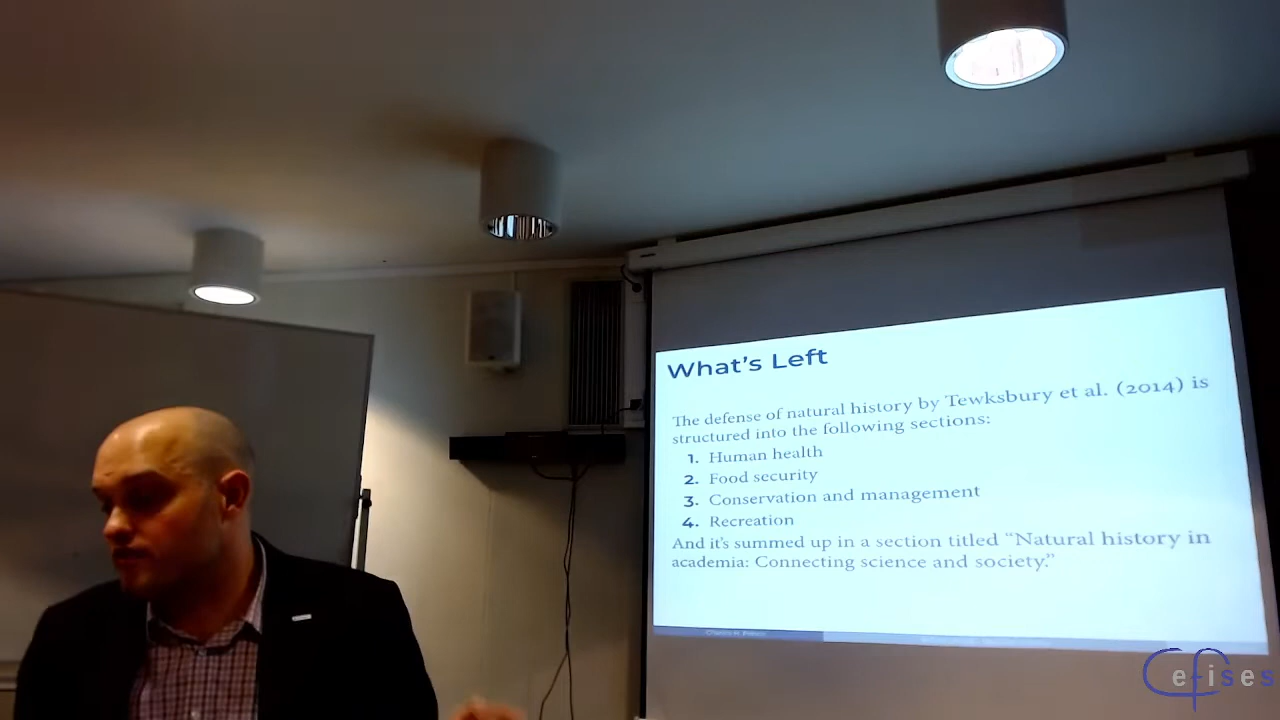 What's Left
The defense of natural history by Tewksbury et al. (2014) is
structured into the following sections:
1. Human health
2. Food security
3. Conservation and management
4. Recreation
And it's summed up in a section titled “Natural history in
academia: Connecting science and society.”
Cefises